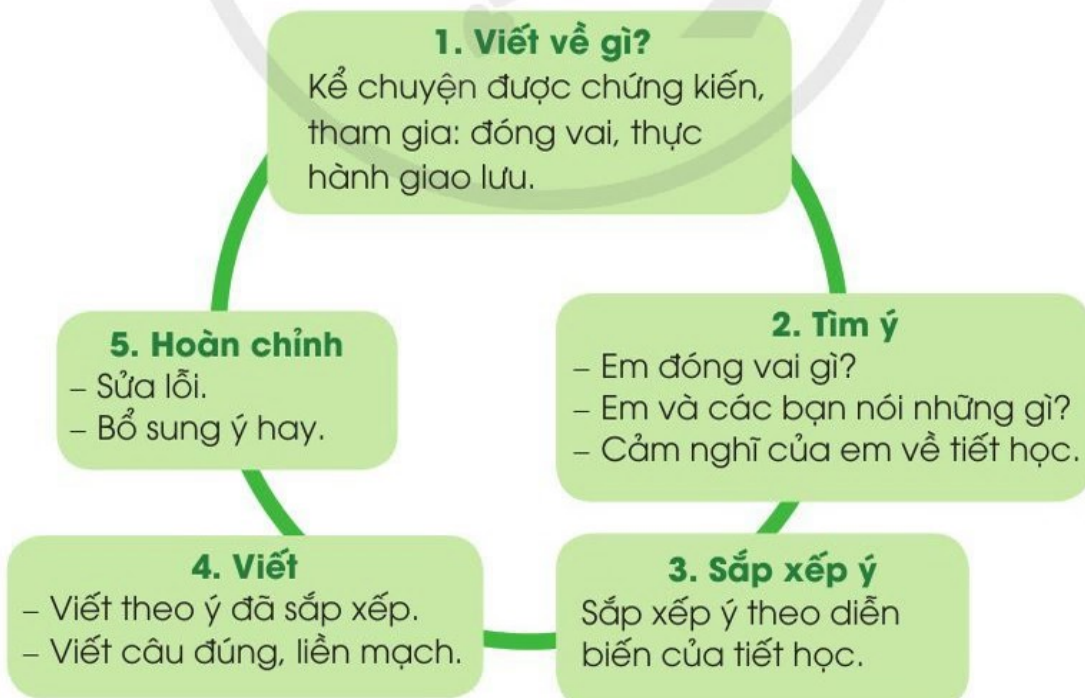 1. Viết về gì?
Kể chuyện được chứng kiến,
tham gia: đóng vai, thực
hành giao lưu.
2. Tìm ý
– Em đóng vai gì?
– Em và các bạn nói những gì?
– Cảm nghĩ của em về tiết học.
3. Sắp xếp ý
Sắp xếp ý theo diễn
biến của tiết học.
4. Viết
– Viết theo ý đã sắp xếp.
– Viết câu đúng, liền mạch.
5. Hoàn chỉnh
– Sửa lỗi.
– Bổ sung ý hay.